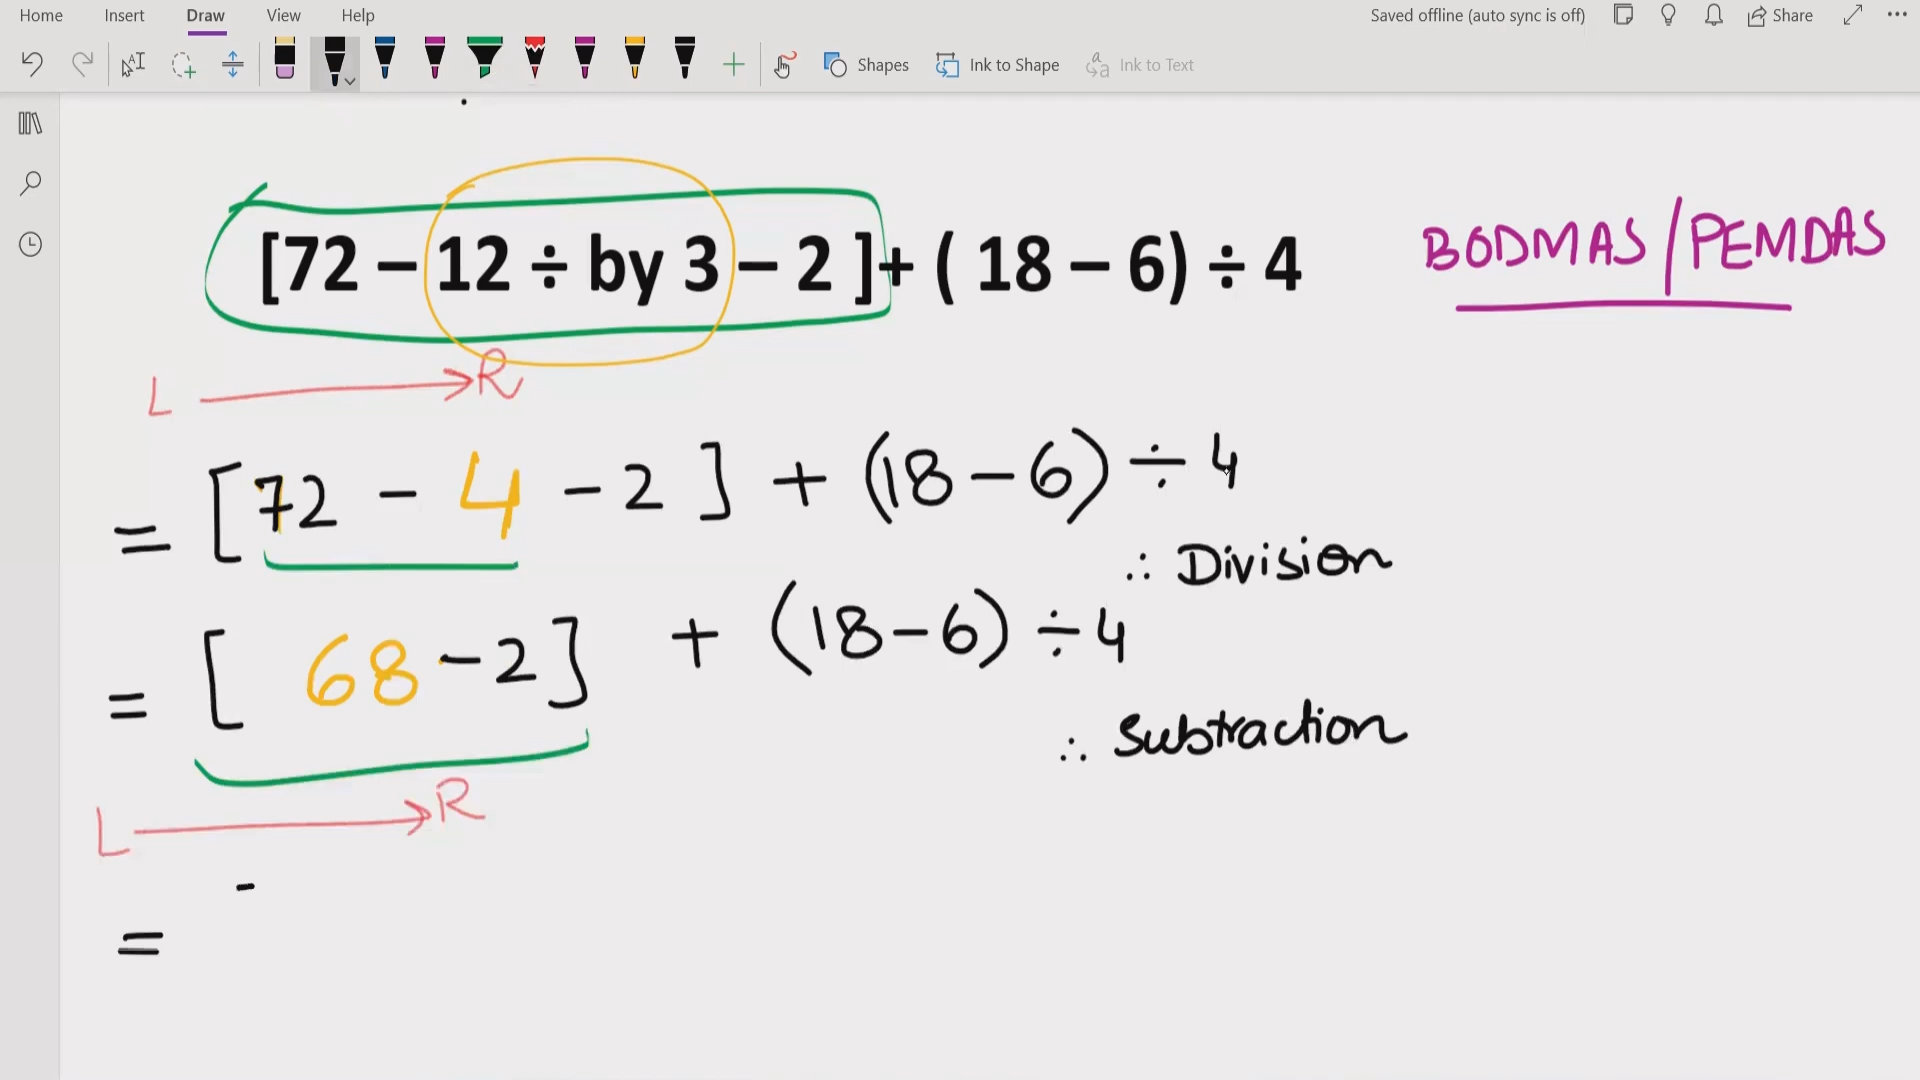 Home Insert Draw View Help Saved offline (auto sync is off) Share
Shapes Ink to Shape Ink to Text
[72 – 12 ÷ by 3 – 2 ]+ ( 18 – 6) ÷ 4
BODMAS/PEMDAS
L R
= [72 - 4 - 2] + (18 - 6) ÷ 4
∴ Division
= [ 68 - 2] + (18 - 6) ÷ 4
∴ Subtraction
L R
-
=